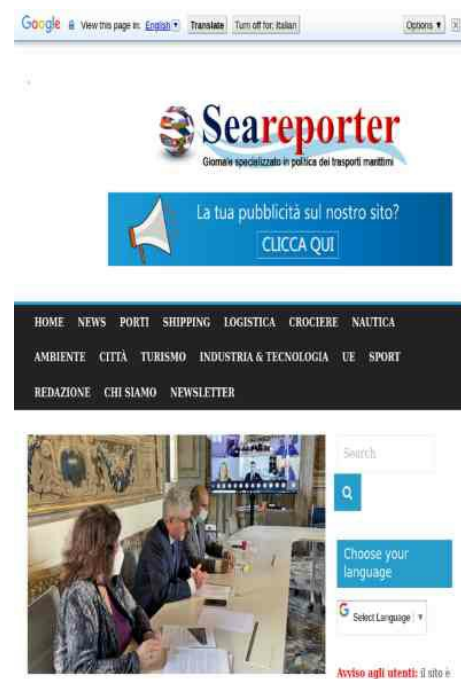 Google View this page in: English Translate Turn off for: Italian Options
Seareporter
Giornale specializzato in politica dei trasporti marittimi
La tua pubblicità sul nostro sito?
CLICCA QUI
HOME NEWS PORTI SHIPPING LOGISTICA CROCIERE NAUTICA
AMBIENTE CITTÀ TURISMO INDUSTRIA & TECNOLOGIA UE SPORT
REDAZIONE CHI SIAMO NEWSLETTER
Search
Choose your
language
G Select Language
Avviso agli utenti: il sito è